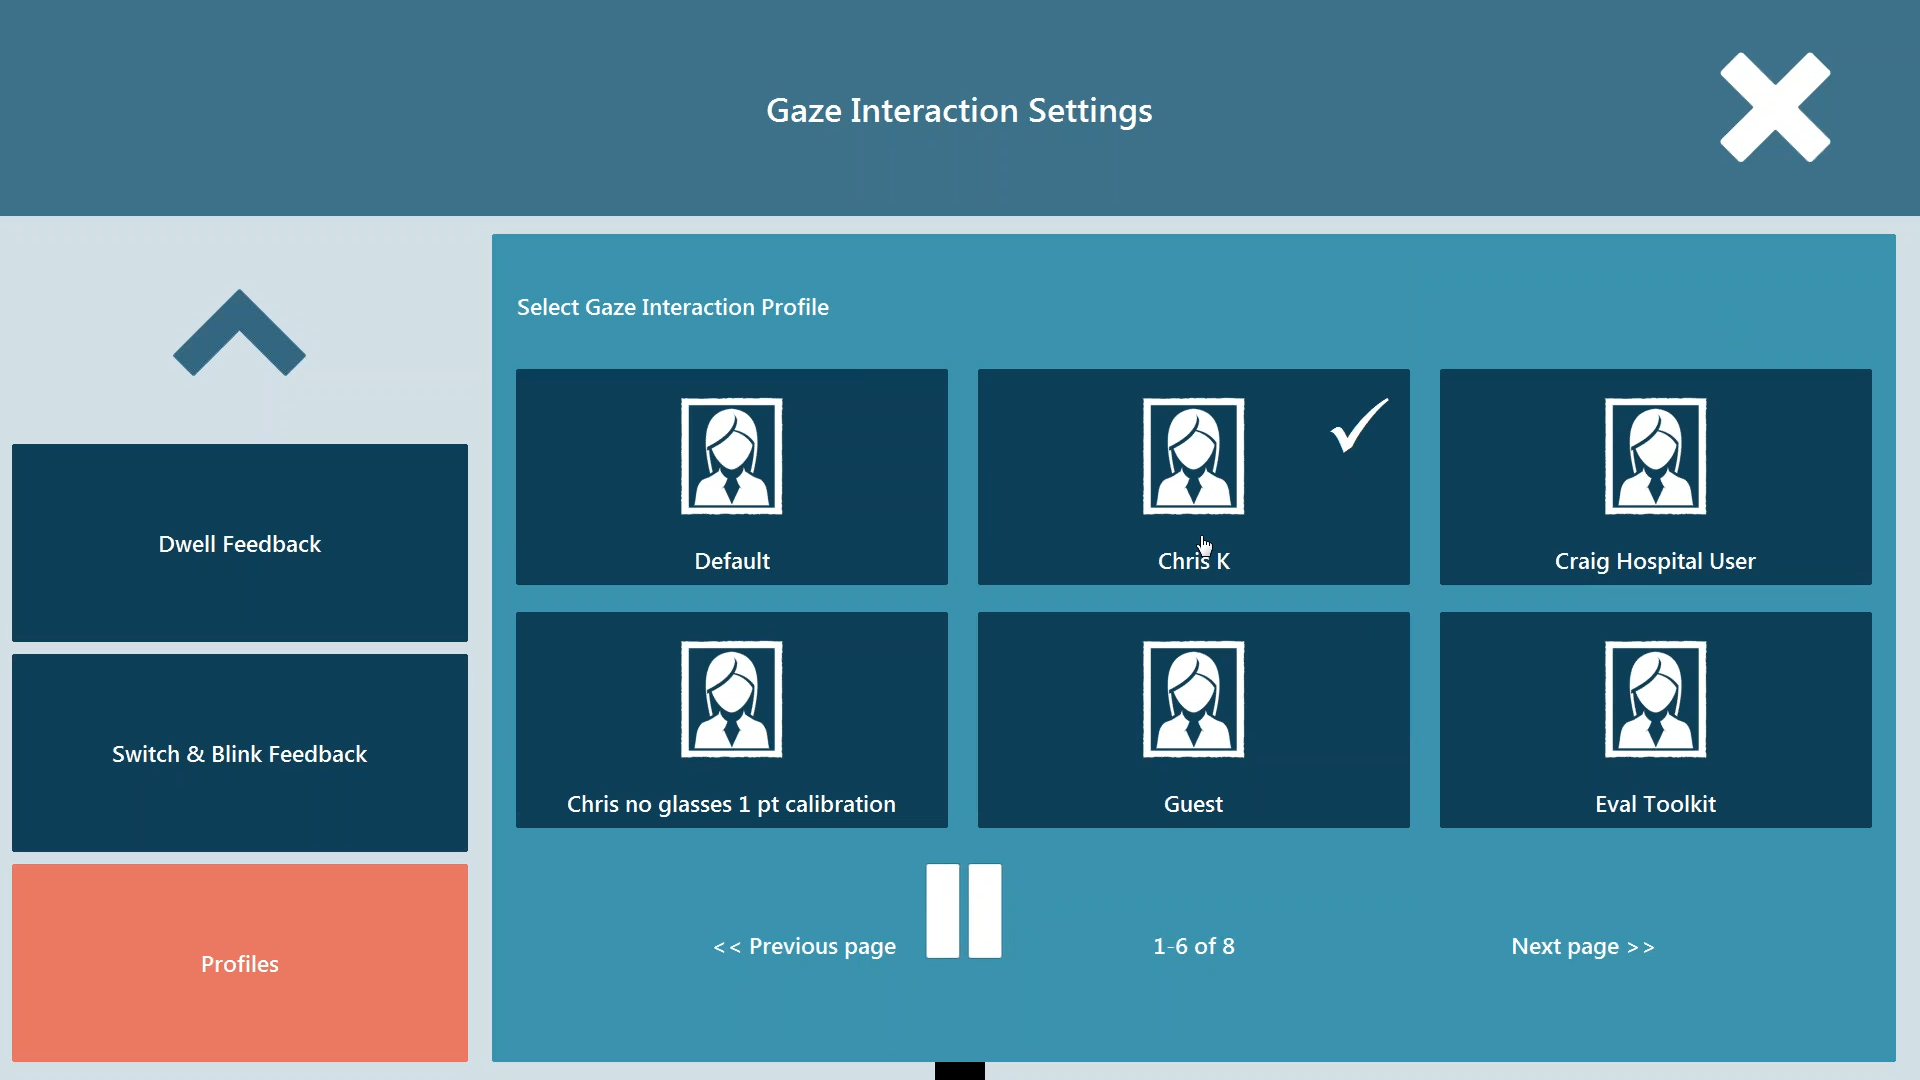 Gaze Interaction Settings
Select Gaze Interaction Profile
Default
Chris K
Craig Hospital User
Dwell Feedback
Switch & Blink Feedback
Chris no glasses 1 pt calibration
Guest
Eval Toolkit
Profiles
<< Previous page
1-6 of 8
Next page >>